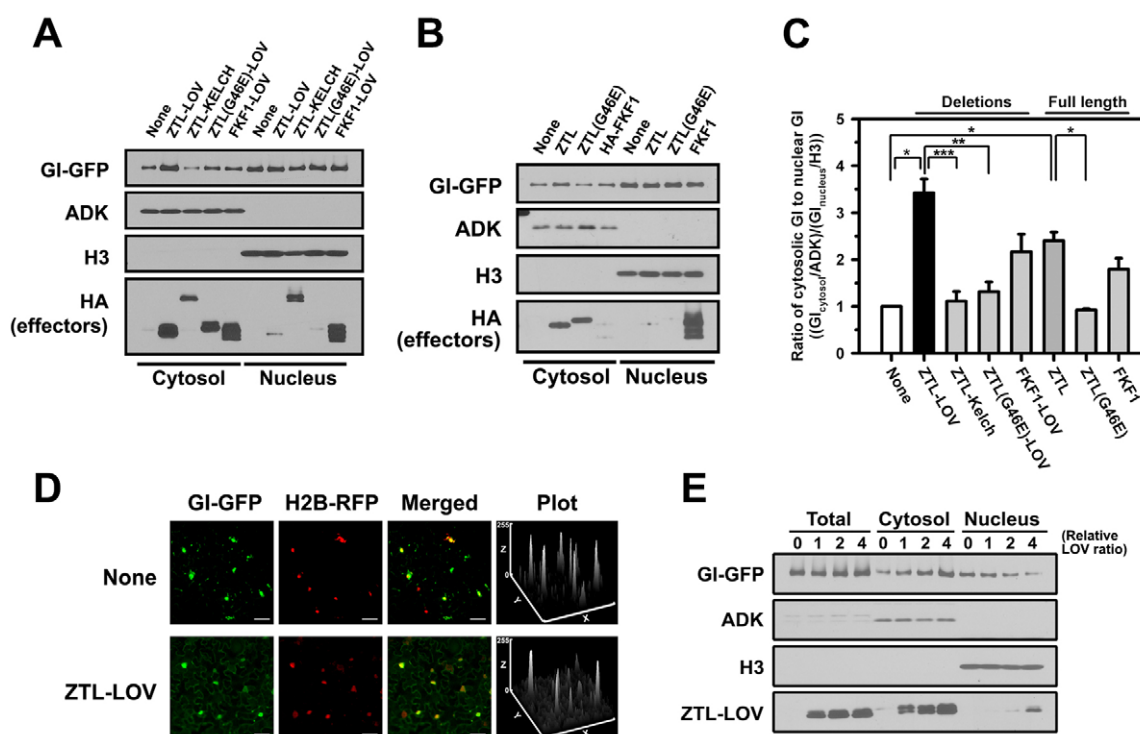 A
None
ZTL-LOV
ZTL-KELCH
ZTL(G46E)-LOV
FKF1-LOV
None
ZTL-LOV
ZTL-KELCH
ZTL(G46E)-LOV
FKF1-LOV
GI-GFP
ADK
H3
HA
(effectors)
Cytosol
Nucleus
B
None
ZTL
ZTL(G46E)
HA-FKF1
None
ZTL
ZTL(G46E)
FKF1
GI-GFP
ADK
H3
HA
(effectors)
Cytosol
Nucleus
C
Deletions
Full length
Ratio of cytosolic GI to nuclear GI
((GIcytosol/ADK)/(GInucleus/H3))
5
4
3
2
1
0
*
*
**
***
*
None
ZTL-LOV
ZTL-Kelch
ZTL(G46E)-LOV
FKF1-LOV
ZTL
ZTL(G46E)
FKF1
D
GI-GFP
H2B-RFP
Merged
Plot
None
255
Z
0
Y
X
ZTL-LOV
255
Z
0
Y
X
E
Total
Cytosol
Nucleus
0 1 2 4 0 1 2 4 0 1 2 4
(Relative
LOV ratio)
GI-GFP
ADK
H3
ZTL-LOV